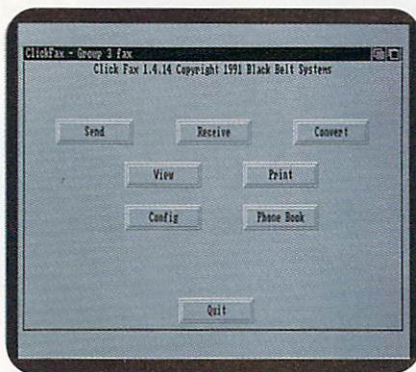 ClickFax - Group 3 fax
Click Fax 1.4.14 Copyright 1991 Black Belt Systems
Send Receive Convert
View Print
Config Phone Book
Quit